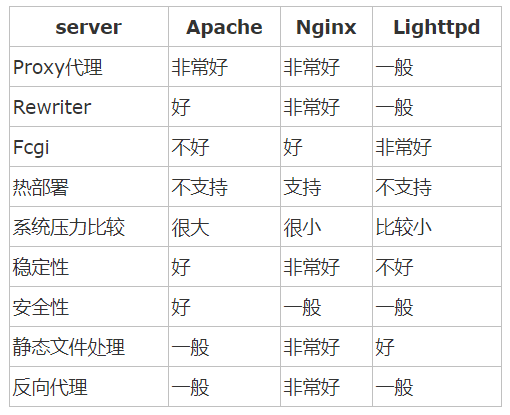 server Apache Nginx Lighttpd
Proxy代理 非常好 非常好 一般
Rewriter 好 非常好 一般
Fcgi 不好 好 非常好
热部署 不支持 支持 不支持
系统压力比较 很大 很小 比较小
稳定性 好 非常好 不好
安全性 好 一般 一般
静态文件处理 一般 非常好 好
反向代理 一般 非常好 一般